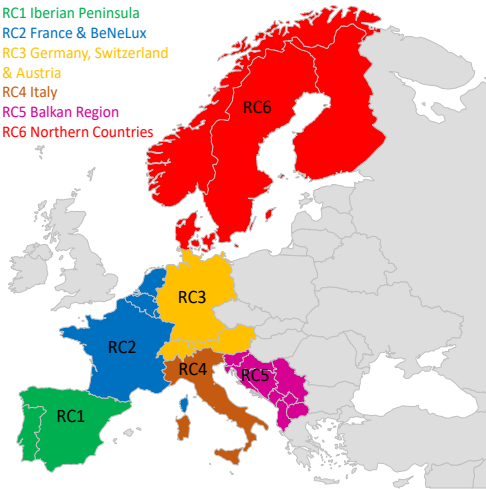 RC1 Iberian Peninsula
RC2 France & BeNeLux
RC3 Germany, Switzerland
& Austria
RC4 Italy
RC5 Balkan Region
RC6 Northern Countries
RC6
RC3
RC2
RC4
RC5
RC1